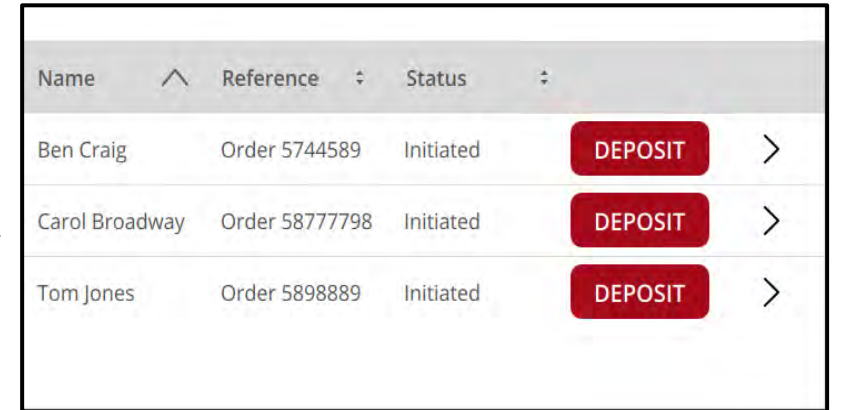 Name Reference Status
Ben Craig Order 5744589 Initiated DEPOSIT
Carol Broadway Order 58777798 Initiated DEPOSIT
Tom Jones Order 5898889 Initiated DEPOSIT